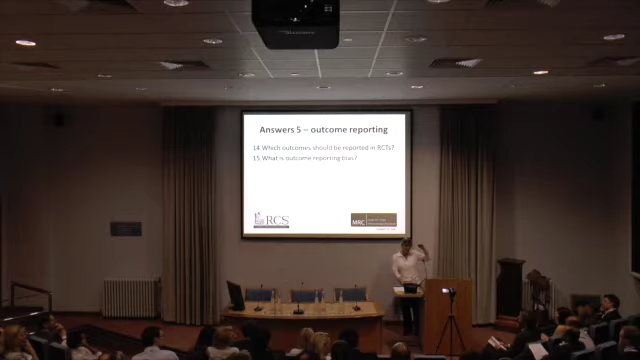 Answers 5 – outcome reporting
14.Which outcomes should be reported in RCTs?
15.What is outcome reporting bias?
RCS
MRC